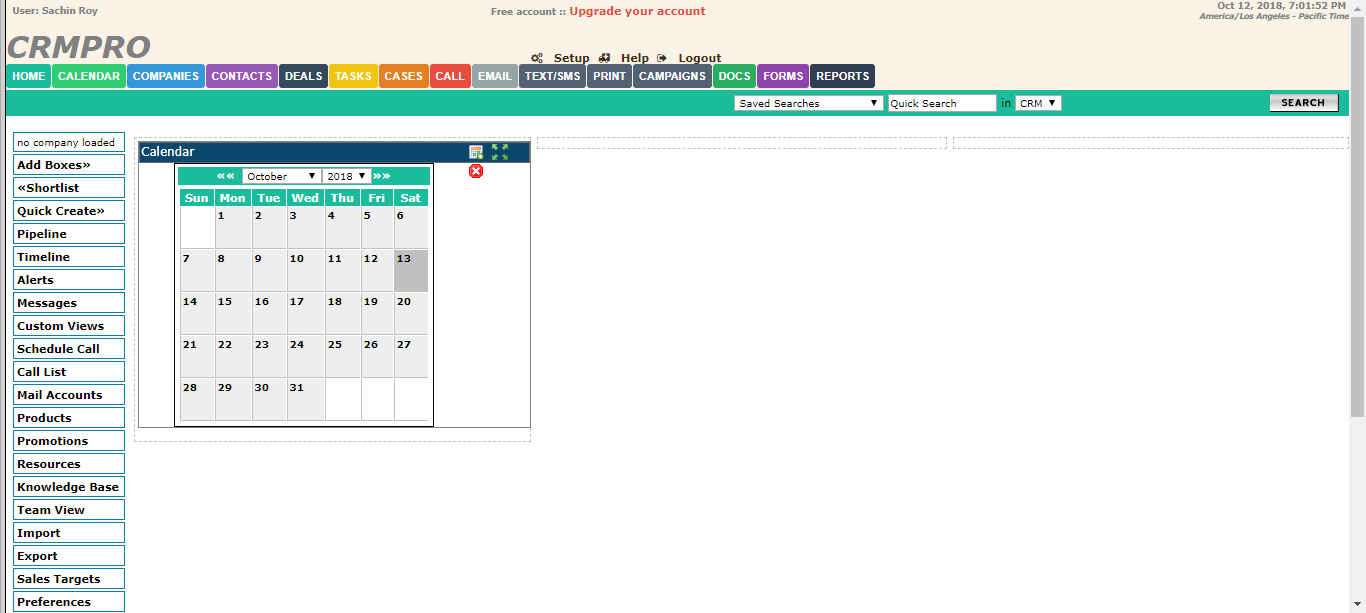 User: Sachin Roy
Free account :: Upgrade your account
Oct 12, 2018, 7:01:52 PM
America/Los Angeles - Pacific Time
CRMPRO
Setup Help Logout
HOME CALENDAR COMPANIES CONTACTS DEALS TASKS CASES CALL EMAIL TEXT/SMS PRINT CAMPAIGNS DOCS FORMS REPORTS
Saved Searches Quick Search in CRM SEARCH
no company loaded
Add Boxes»
«Shortlist
Quick Create»
Pipeline
Timeline
Alerts
Messages
Custom Views
Schedule Call
Call List
Mail Accounts
Products
Promotions
Resources
Knowledge Base
Team View
Import
Export
Sales Targets
Preferences
Calendar
«« October 2018 »»
Sun Mon Tue Wed Thu Fri Sat
1 2 3 4 5 6
7 8 9 10 11 12 13
14 15 16 17 18 19 20
21 22 23 24 25 26 27
28 29 30 31